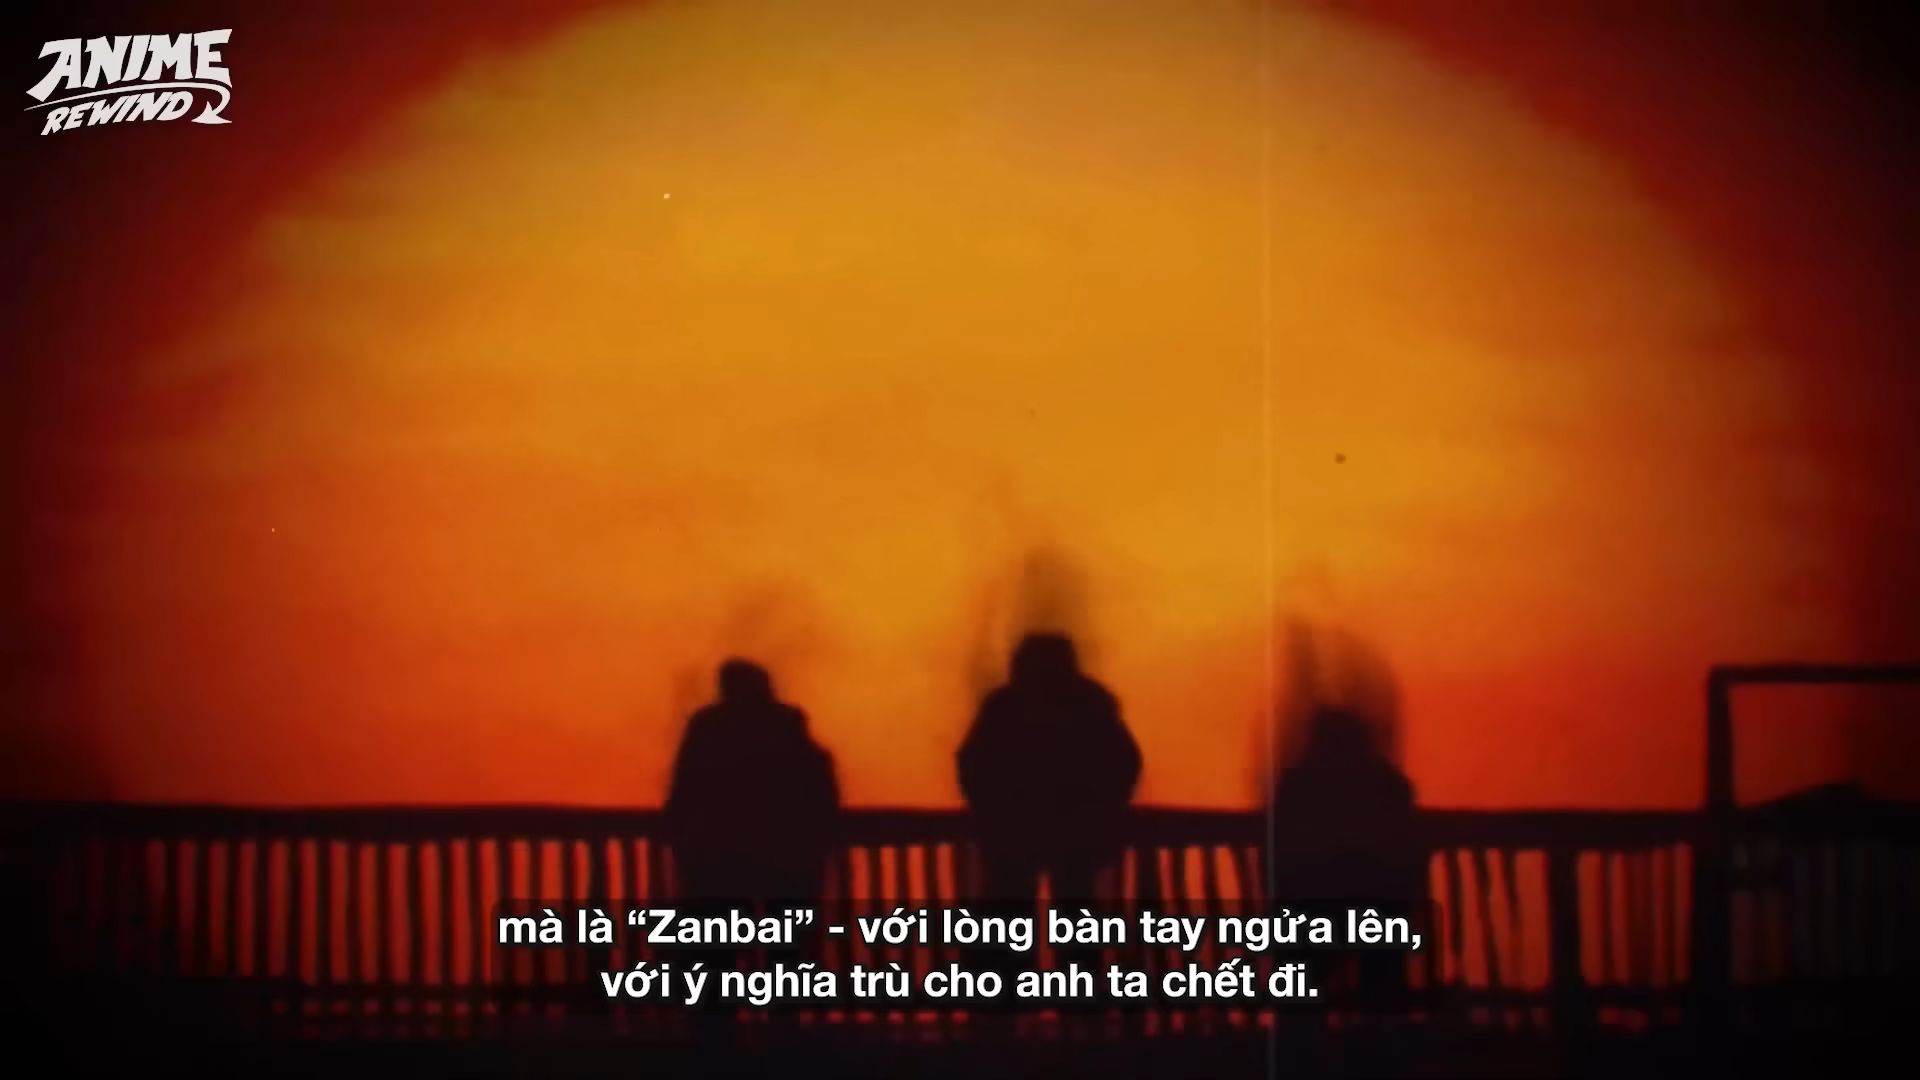 ANIME
REWIND
mà là “Zanbai” - với lòng bàn tay ngửa lên,
với ý nghĩa trù cho anh ta chết đi.